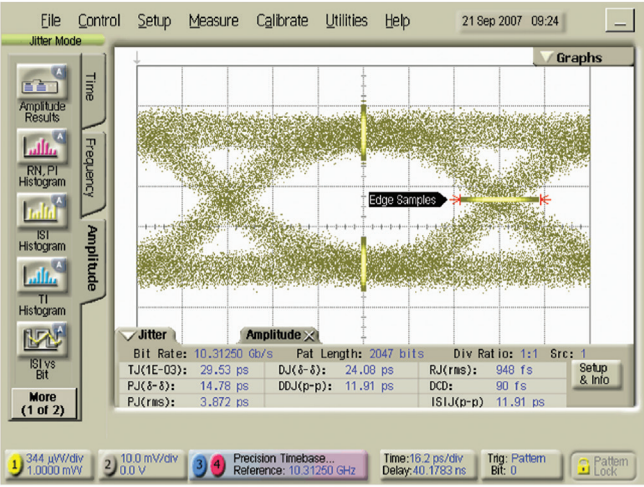 File Control Setup Measure Calibrate Utilities Help 21 Sep 2007 09:24
Jitter Mode
Graphs
Time
Frequency
Amplitude
A
Amplitude
Results
A
RN, PI
Histogram
A
ISI
Histogram
A
TI
Histogram
A
ISI vs
Bit
More
(1 of 2)
Edge Samples
Jitter Amplitude
Bit Rate: 10.31250 Gb/s Pat Length: 2047 bits Div Ratio: 1:1 Src: 1
TJ(1E-03): 29.53 ps DJ(δ-δ): 24.08 ps RJ(rms): 948 fs
PJ(δ-δ): 14.78 ps DDJ(p-p): 11.91 ps DCD: 90 fs
PJ(rms): 3.872 ps ISIJ(p-p) 11.91 ps
Setup
& Info
1 344 µW/div
1.0000 mW
2 10.0 mV/div
0.0 V
3 4 Precision Timebase...
Reference: 10.31250 GHz
Time:16.2 ps/div
Delay:40.1783 ns
Trig: Pattern
Bit: 0
Pattern
Lock